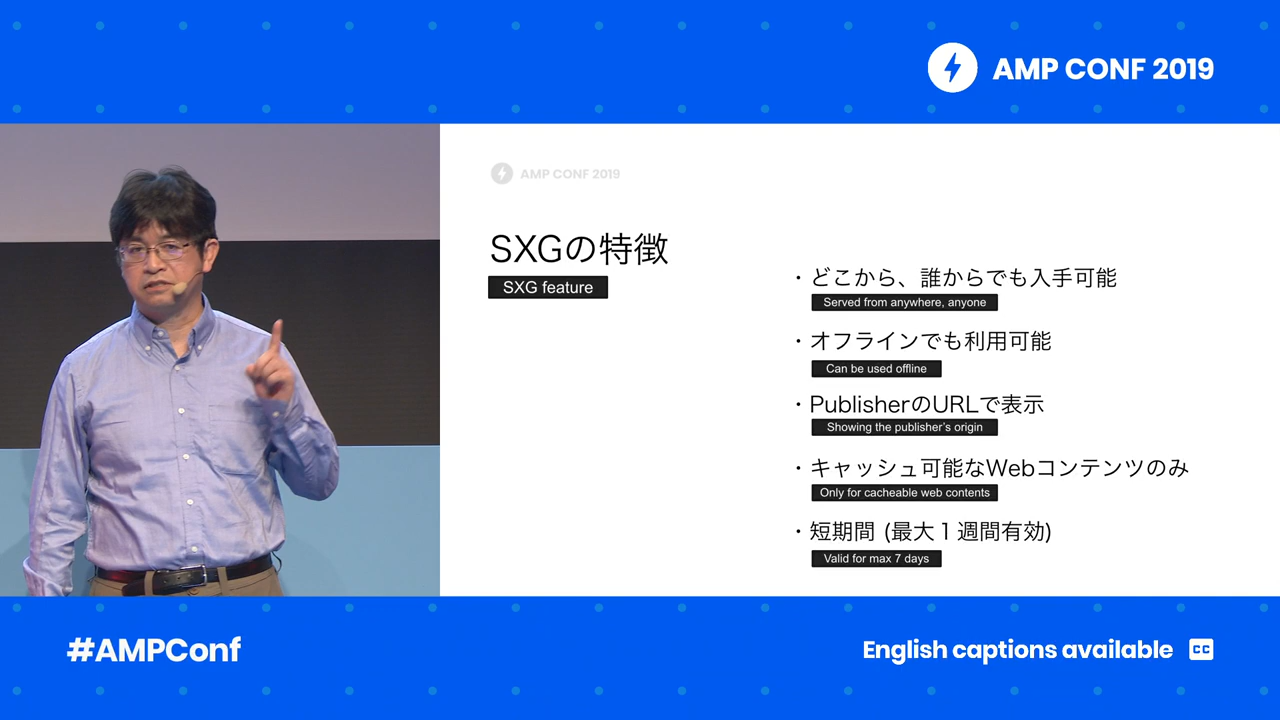 AMP CONF 2019
AMP CONF 2019
SXGの特徴
SXG feature
・どこから、誰からでも入手可能
Served from anywhere, anyone
・オフラインでも利用可能
Can be used offline
・PublisherのURLで表示
Showing the publisher's origin
・キャッシュ可能なWebコンテンツのみ
Only for cacheable web contents
・短期間 (最大１週間有効)
Valid for max 7 days
#AMPConf
English captions available CC